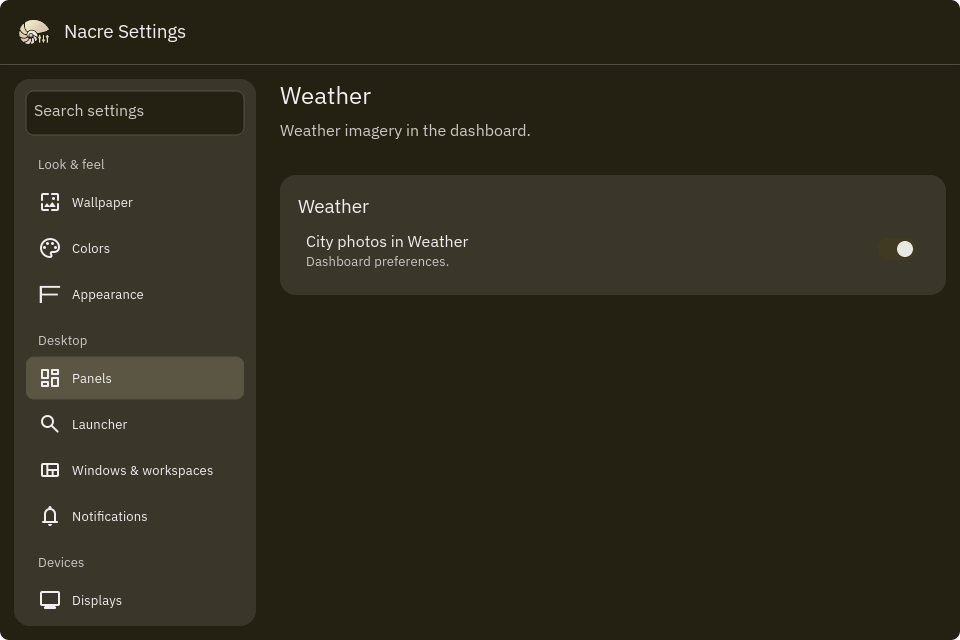 Nacre Settings
Search settings
Look & feel
Wallpaper
Colors
Appearance
Desktop
Panels
Launcher
Windows & workspaces
Notifications
Devices
Displays
Weather
Weather imagery in the dashboard.
Weather
City photos in Weather
Dashboard preferences.